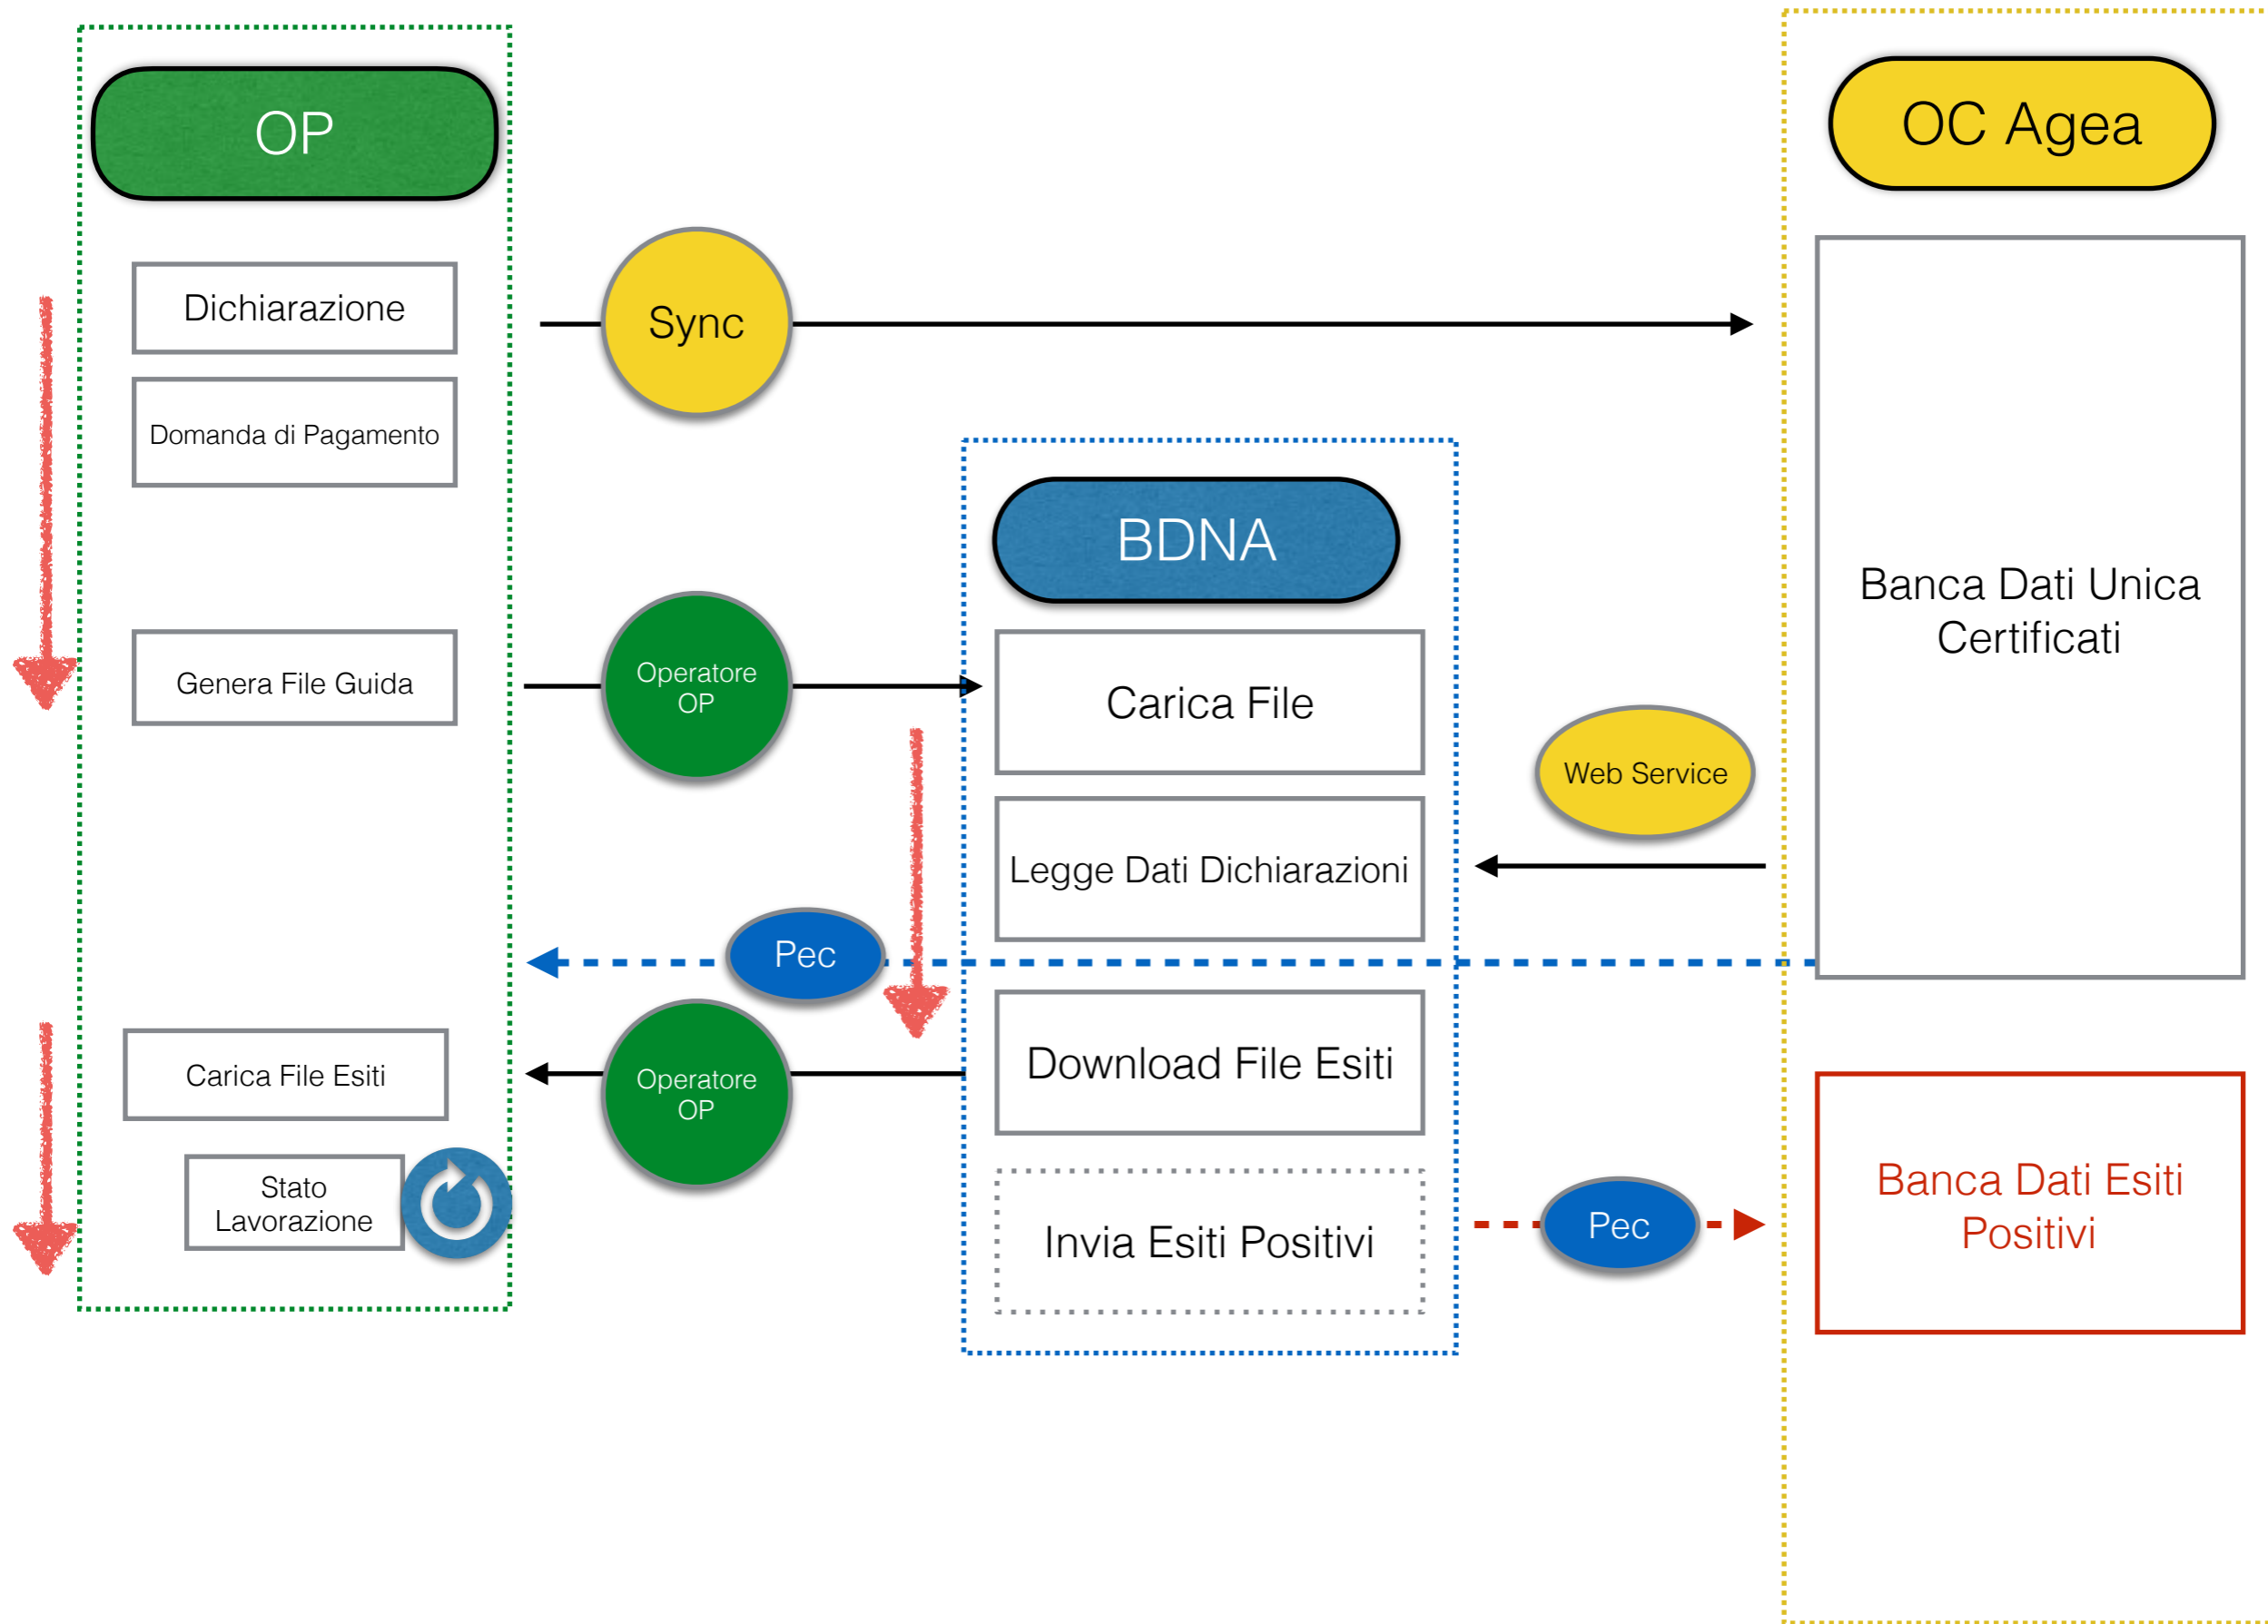 OP
OC Agea
Dichiarazione
Sync
Domanda di Pagamento
BDNA
Banca Dati Unica
Certificati
Genera File Guida
Operatore
OP
Carica File
Web Service
Legge Dati Dichiarazioni
Pec
Carica File Esiti
Operatore
OP
Download File Esiti
Stato
Lavorazione
Invia Esiti Positivi
Pec
Banca Dati Esiti
Positivi